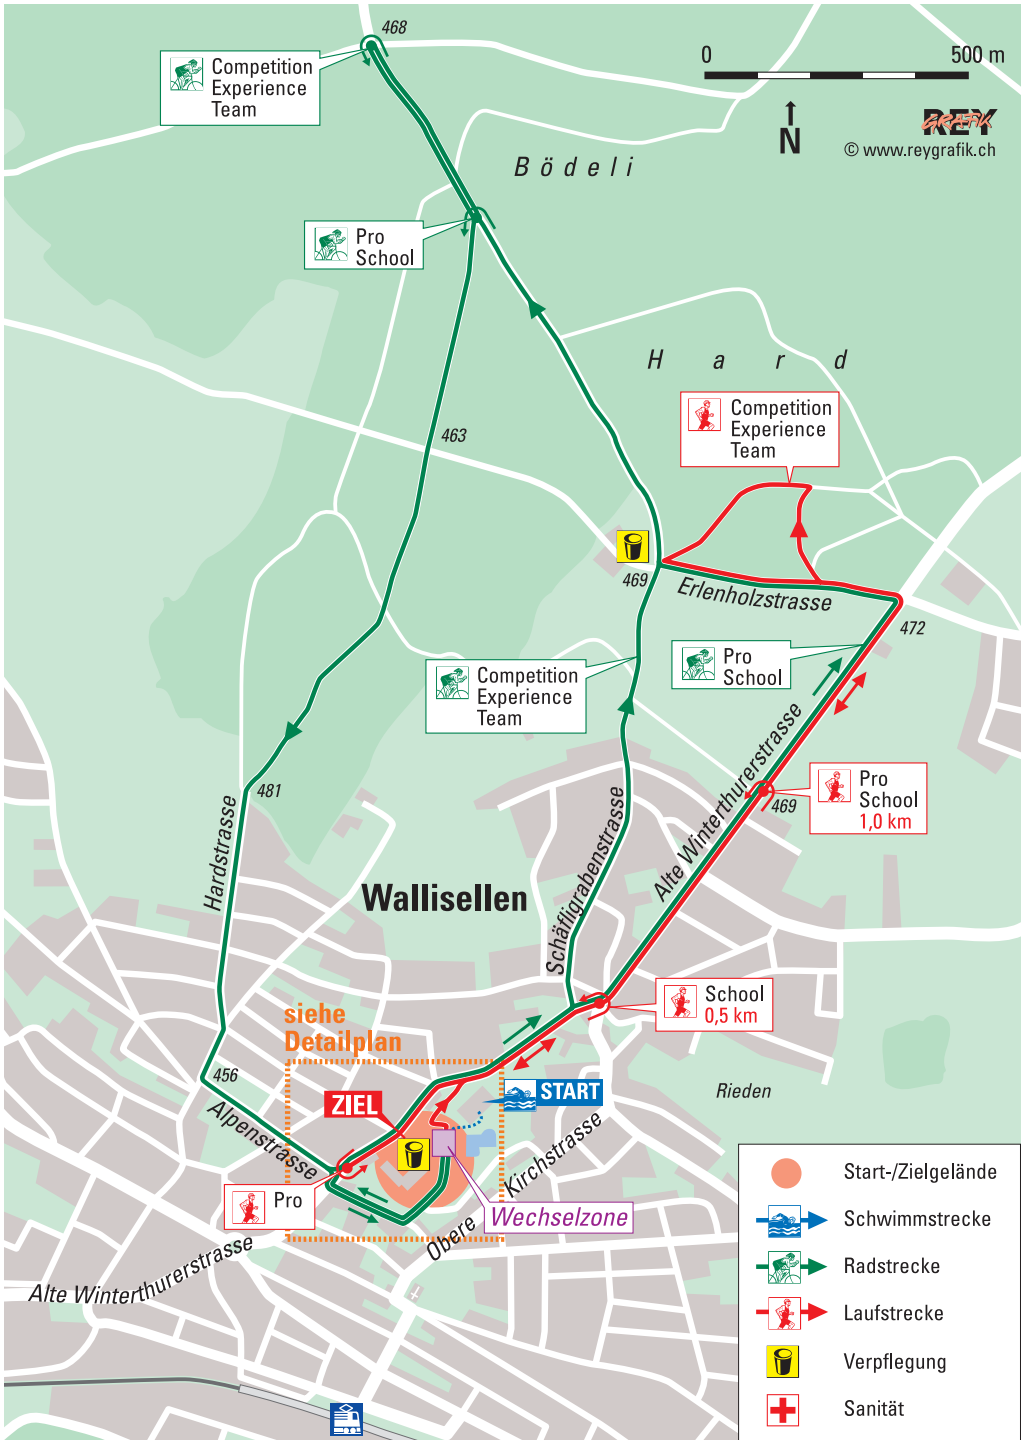 468
0 500 m
Competition
Experience
Team
N
REY
GRAFIK
© www.reygrafik.ch
Bödeli
Pro
School
Hard
Competition
Experience
Team
463
469
Erlenholzstrasse
472
Pro
School
Competition
Experience
Team
481
Hardstrasse
Schäfligrabenstrasse
Alte Winterthurerstrasse
469
Pro
School
1,0 km
Wallisellen
School
0,5 km
siehe
Detailplan
456
Alpenstrasse
ZIEL
START
Rieden
Kirchstrasse
Obere
Pro
Wechselzone
Alte Winterthurerstrasse
Start-/Zielgelände
Schwimmstrecke
Radstrecke
Laufstrecke
Verpflegung
Sanität